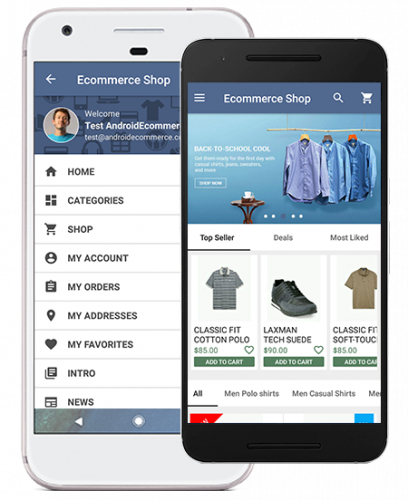 Ecommerce Shop
Welcome
Test AndroidEcommerce
test@androidecommerce.c
HOME
CATEGORIES
SHOP
MY ACCOUNT
MY ORDERS
MY ADDRESSES
MY FAVORITES
INTRO
NEWS
Ecommerce Shop
BACK-TO-SCHOOL COOL
Get them ready for the first day with
casual shirts, jeans, sweaters,
and more
SHOP NOW
Top Seller Deals Most Liked
CLASSIC FIT
COTTON POLO
$85.00
ADD TO CART
LAXMAN
TECH SUEDE
$90.00
ADD TO CART
CLASSIC FIT
SOFT-TOUC
$85.00
ADD TO CART
All Men Polo shirts Men Casual Shirts Men